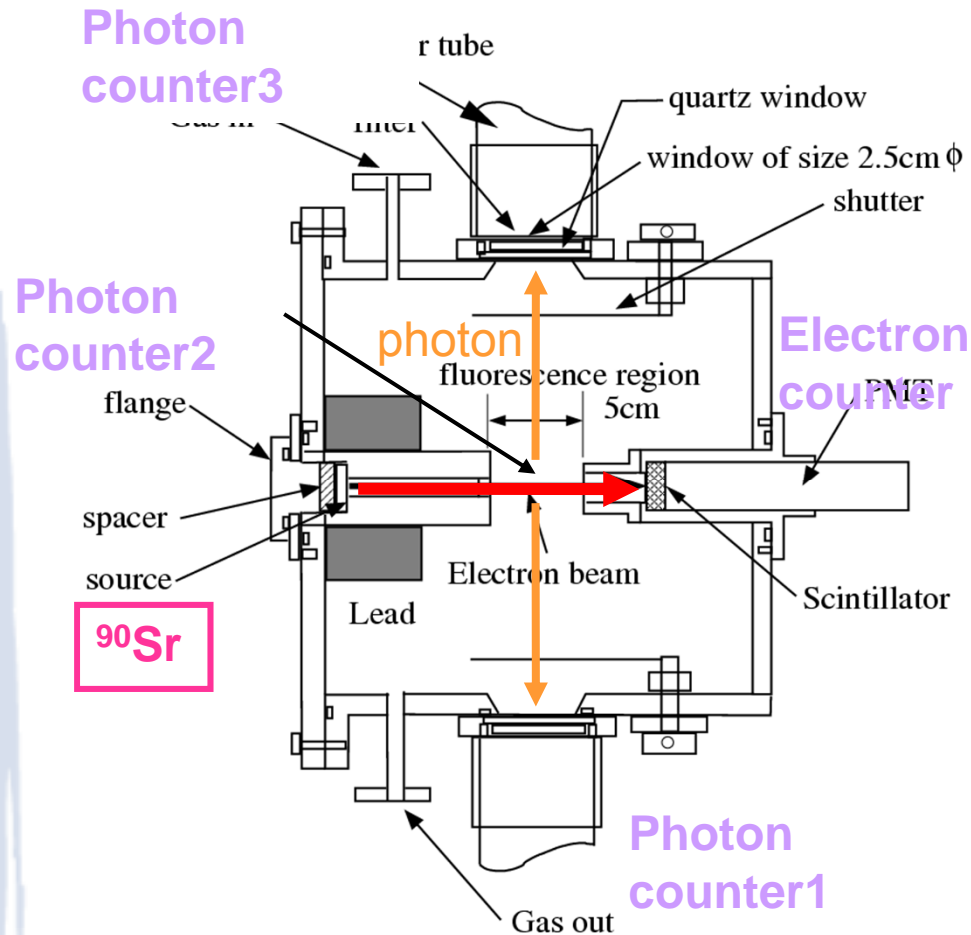 Photon
counter3
r tube
quartz window
window of size 2.5cm ϕ
shutter
Photon
counter2
photon
Electron
counter
fluorescence region
5cm
flange
PMT
spacer
source
Electron beam
Lead
Scintillator
⁹⁰Sr
Photon
counter1
Gas out